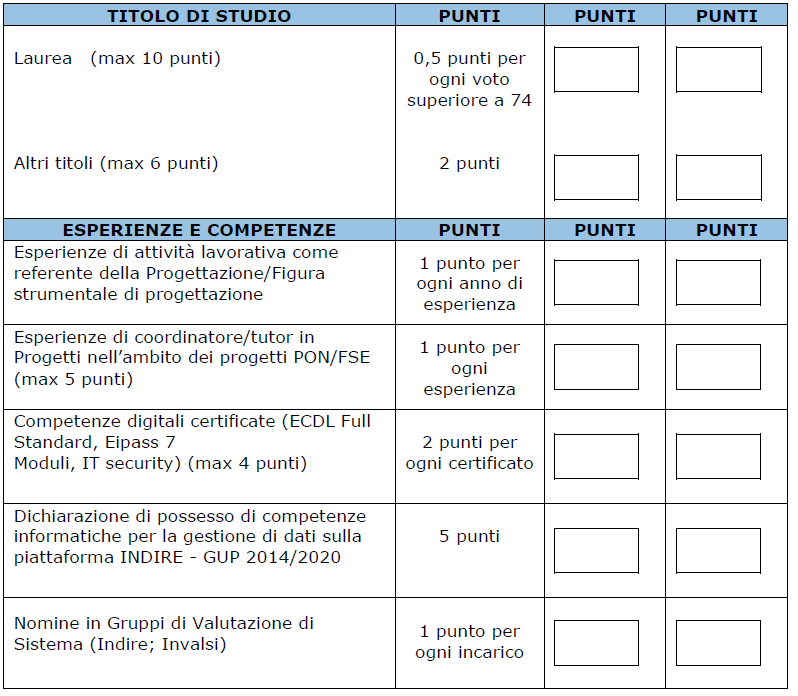 TITOLO DI STUDIO PUNTI PUNTI PUNTI
Laurea (max 10 punti)
0,5 punti per
ogni voto
superiore a 74
Altri titoli (max 6 punti) 2 punti
ESPERIENZE E COMPETENZE PUNTI PUNTI PUNTI
Esperienze di attività lavorativa come
referente della Progettazione/Figura
strumentale di progettazione
1 punto per
ogni anno di
esperienza
Esperienze di coordinatore/tutor in
Progetti nell’ambito dei progetti PON/FSE
(max 5 punti)
1 punto per
ogni
esperienza
Competenze digitali certificate (ECDL Full
Standard, Eipass 7
Moduli, IT security) (max 4 punti)
2 punti per
ogni certificato
Dichiarazione di possesso di competenze
informatiche per la gestione di dati sulla
piattaforma INDIRE - GUP 2014/2020
5 punti
Nomine in Gruppi di Valutazione di
Sistema (Indire; Invalsi)
1 punto per
ogni incarico